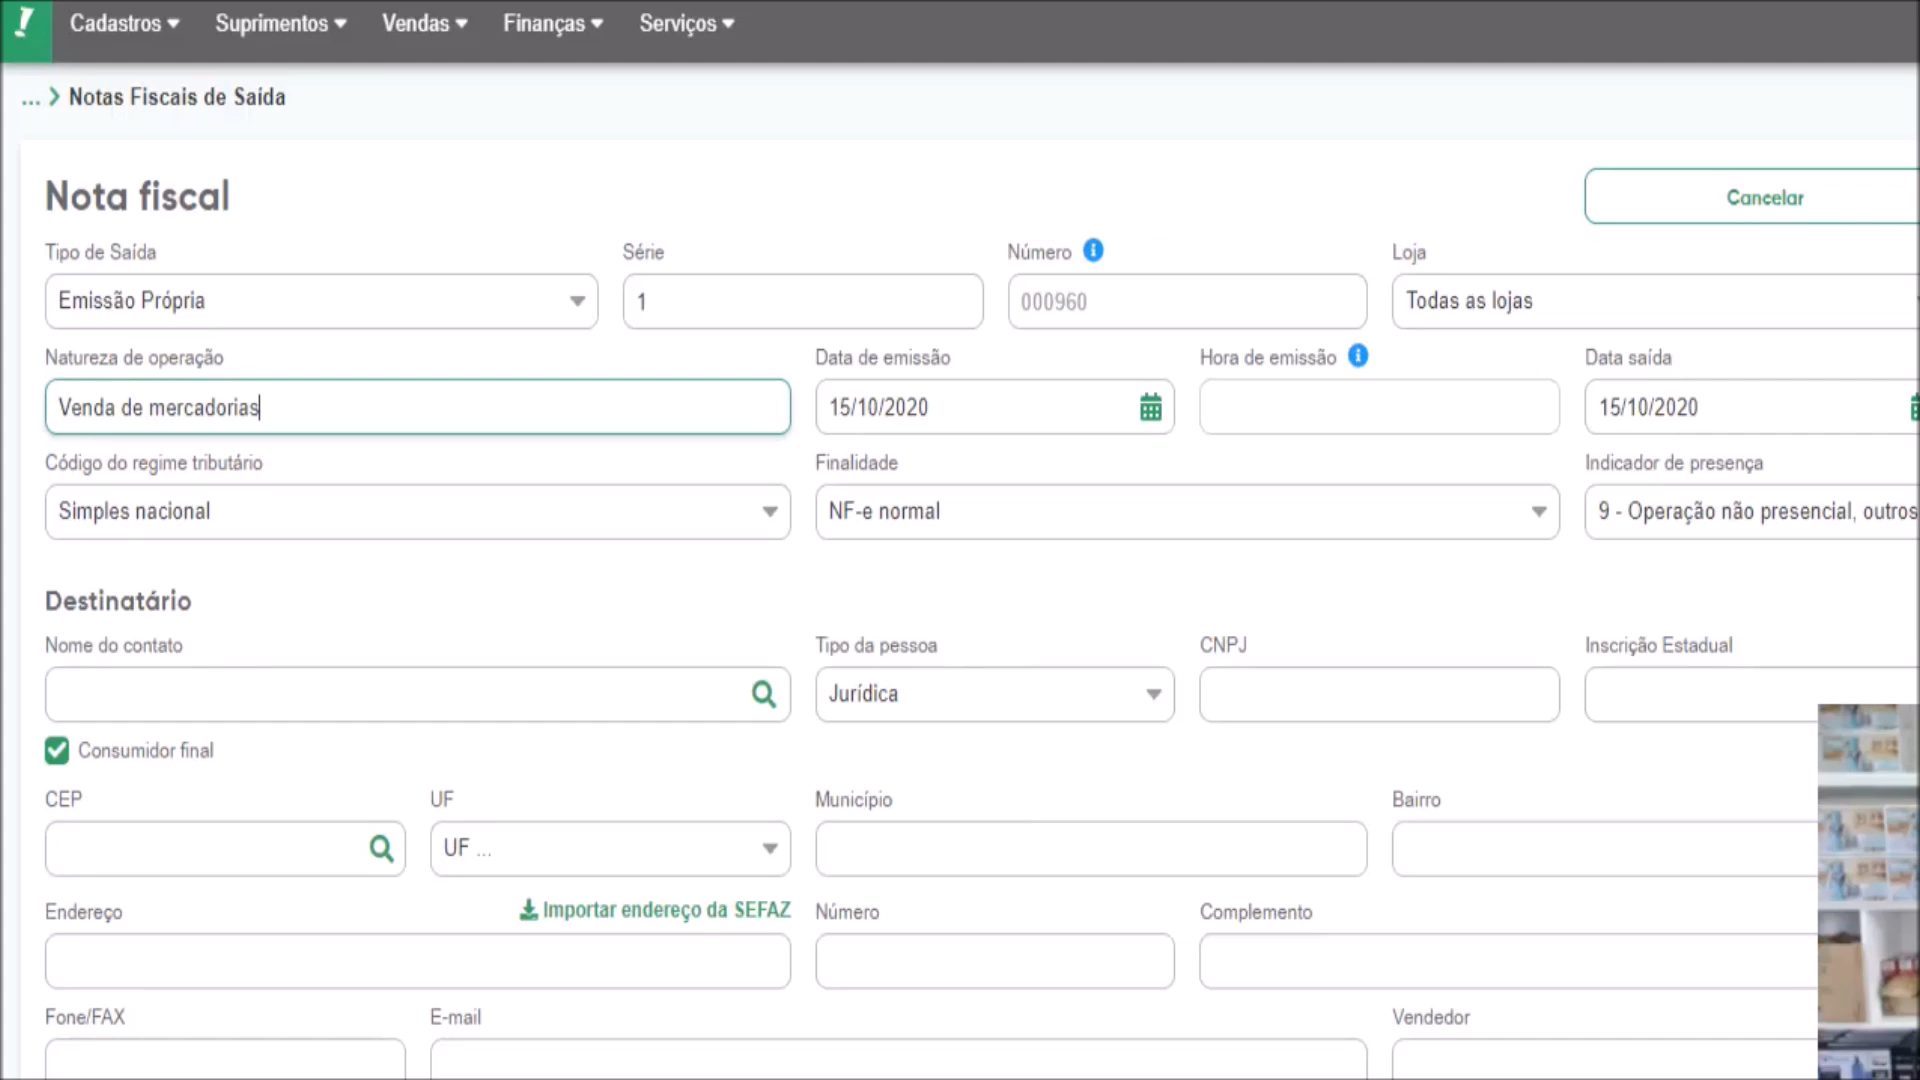 Cadastros Suprimentos Vendas Finanças Serviços
... Notas Fiscais de Saída
Nota fiscal Cancelar
Tipo de Saída Série Número Loja
Emissão Própria 1 000960 Todas as lojas
Natureza de operação Data de emissão Hora de emissão Data saída
Venda de mercadorias 15/10/2020 15/10/2020
Código do regime tributário Finalidade Indicador de presença
Simples nacional NF-e normal 9 - Operação não presencial, outros
Destinatário
Nome do contato Tipo da pessoa CNPJ Inscrição Estadual
Jurídica
Consumidor final
CEP UF Município Bairro
UF ...
Endereço Importar endereço da SEFAZ Número Complemento
Fone/FAX E-mail Vendedor